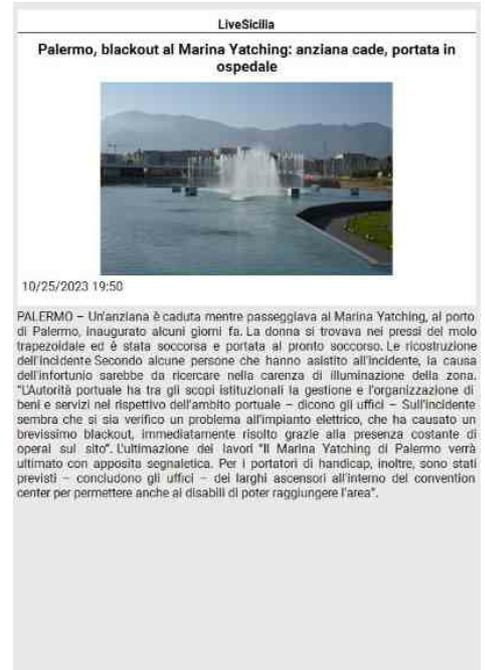 LiveSicilia
Palermo, blackout al Marina Yatching: anziana cade, portata in
ospedale
10/25/2023 19:50
PALERMO – Un'anziana è caduta mentre passeggiava al Marina Yatching, al porto
di Palermo, inaugurato alcuni giorni fa. La donna si trovava nei pressi del molo
trapezoidale ed è stata soccorsa e portata al pronto soccorso. Le ricostruzione
dell'incidente Secondo alcune persone che hanno asistito all'incidente, la causa
dell'infortunio sarebbe da ricercare nella carenza di illuminazione della zona.
"L'Autorità portuale ha tra gli scopi istituzionali la gestione e l'organizzazione di
beni e servizi nel rispettivo dell'ambito portuale – dicono gli uffici – Sull'incidente
sembra che si sia verifico un problema all'impianto elettrico, che ha causato un
brevissimo blackout, immediatamente risolto grazie alla presenza costante di
operai sul sito". L'ultimazione dei lavori "Il Marina Yatching di Palermo verrà
ultimato con apposita segnaletica. Per i portatori di handicap, inoltre, sono stati
previsti – concludono gli uffici – dei larghi ascensori all'interno del convention
center per permettere anche ai disabili di poter raggiungere l'area".